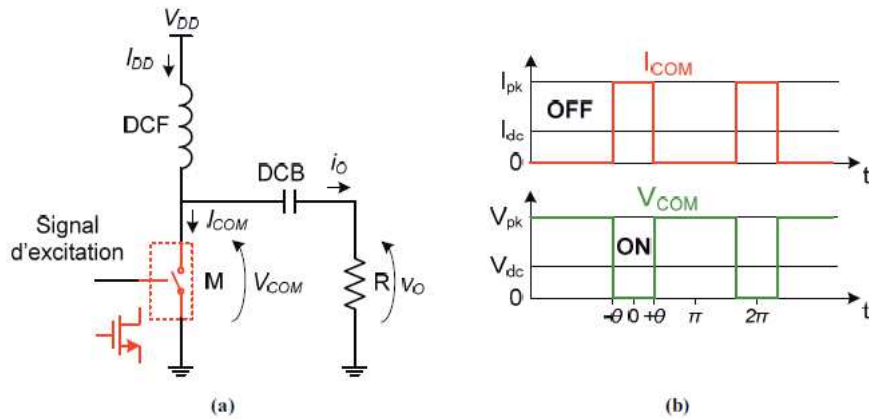 V_DD
I_DD
DCF
DCB
i_O
Signal
d'excitation
I_COM
M
V_COM
R
v_O
(a)
I_COM
I_pk
OFF
I_dc
0
t
V_COM
V_pk
ON
V_dc
0
-θ 0 +θ π 2π
t
(b)